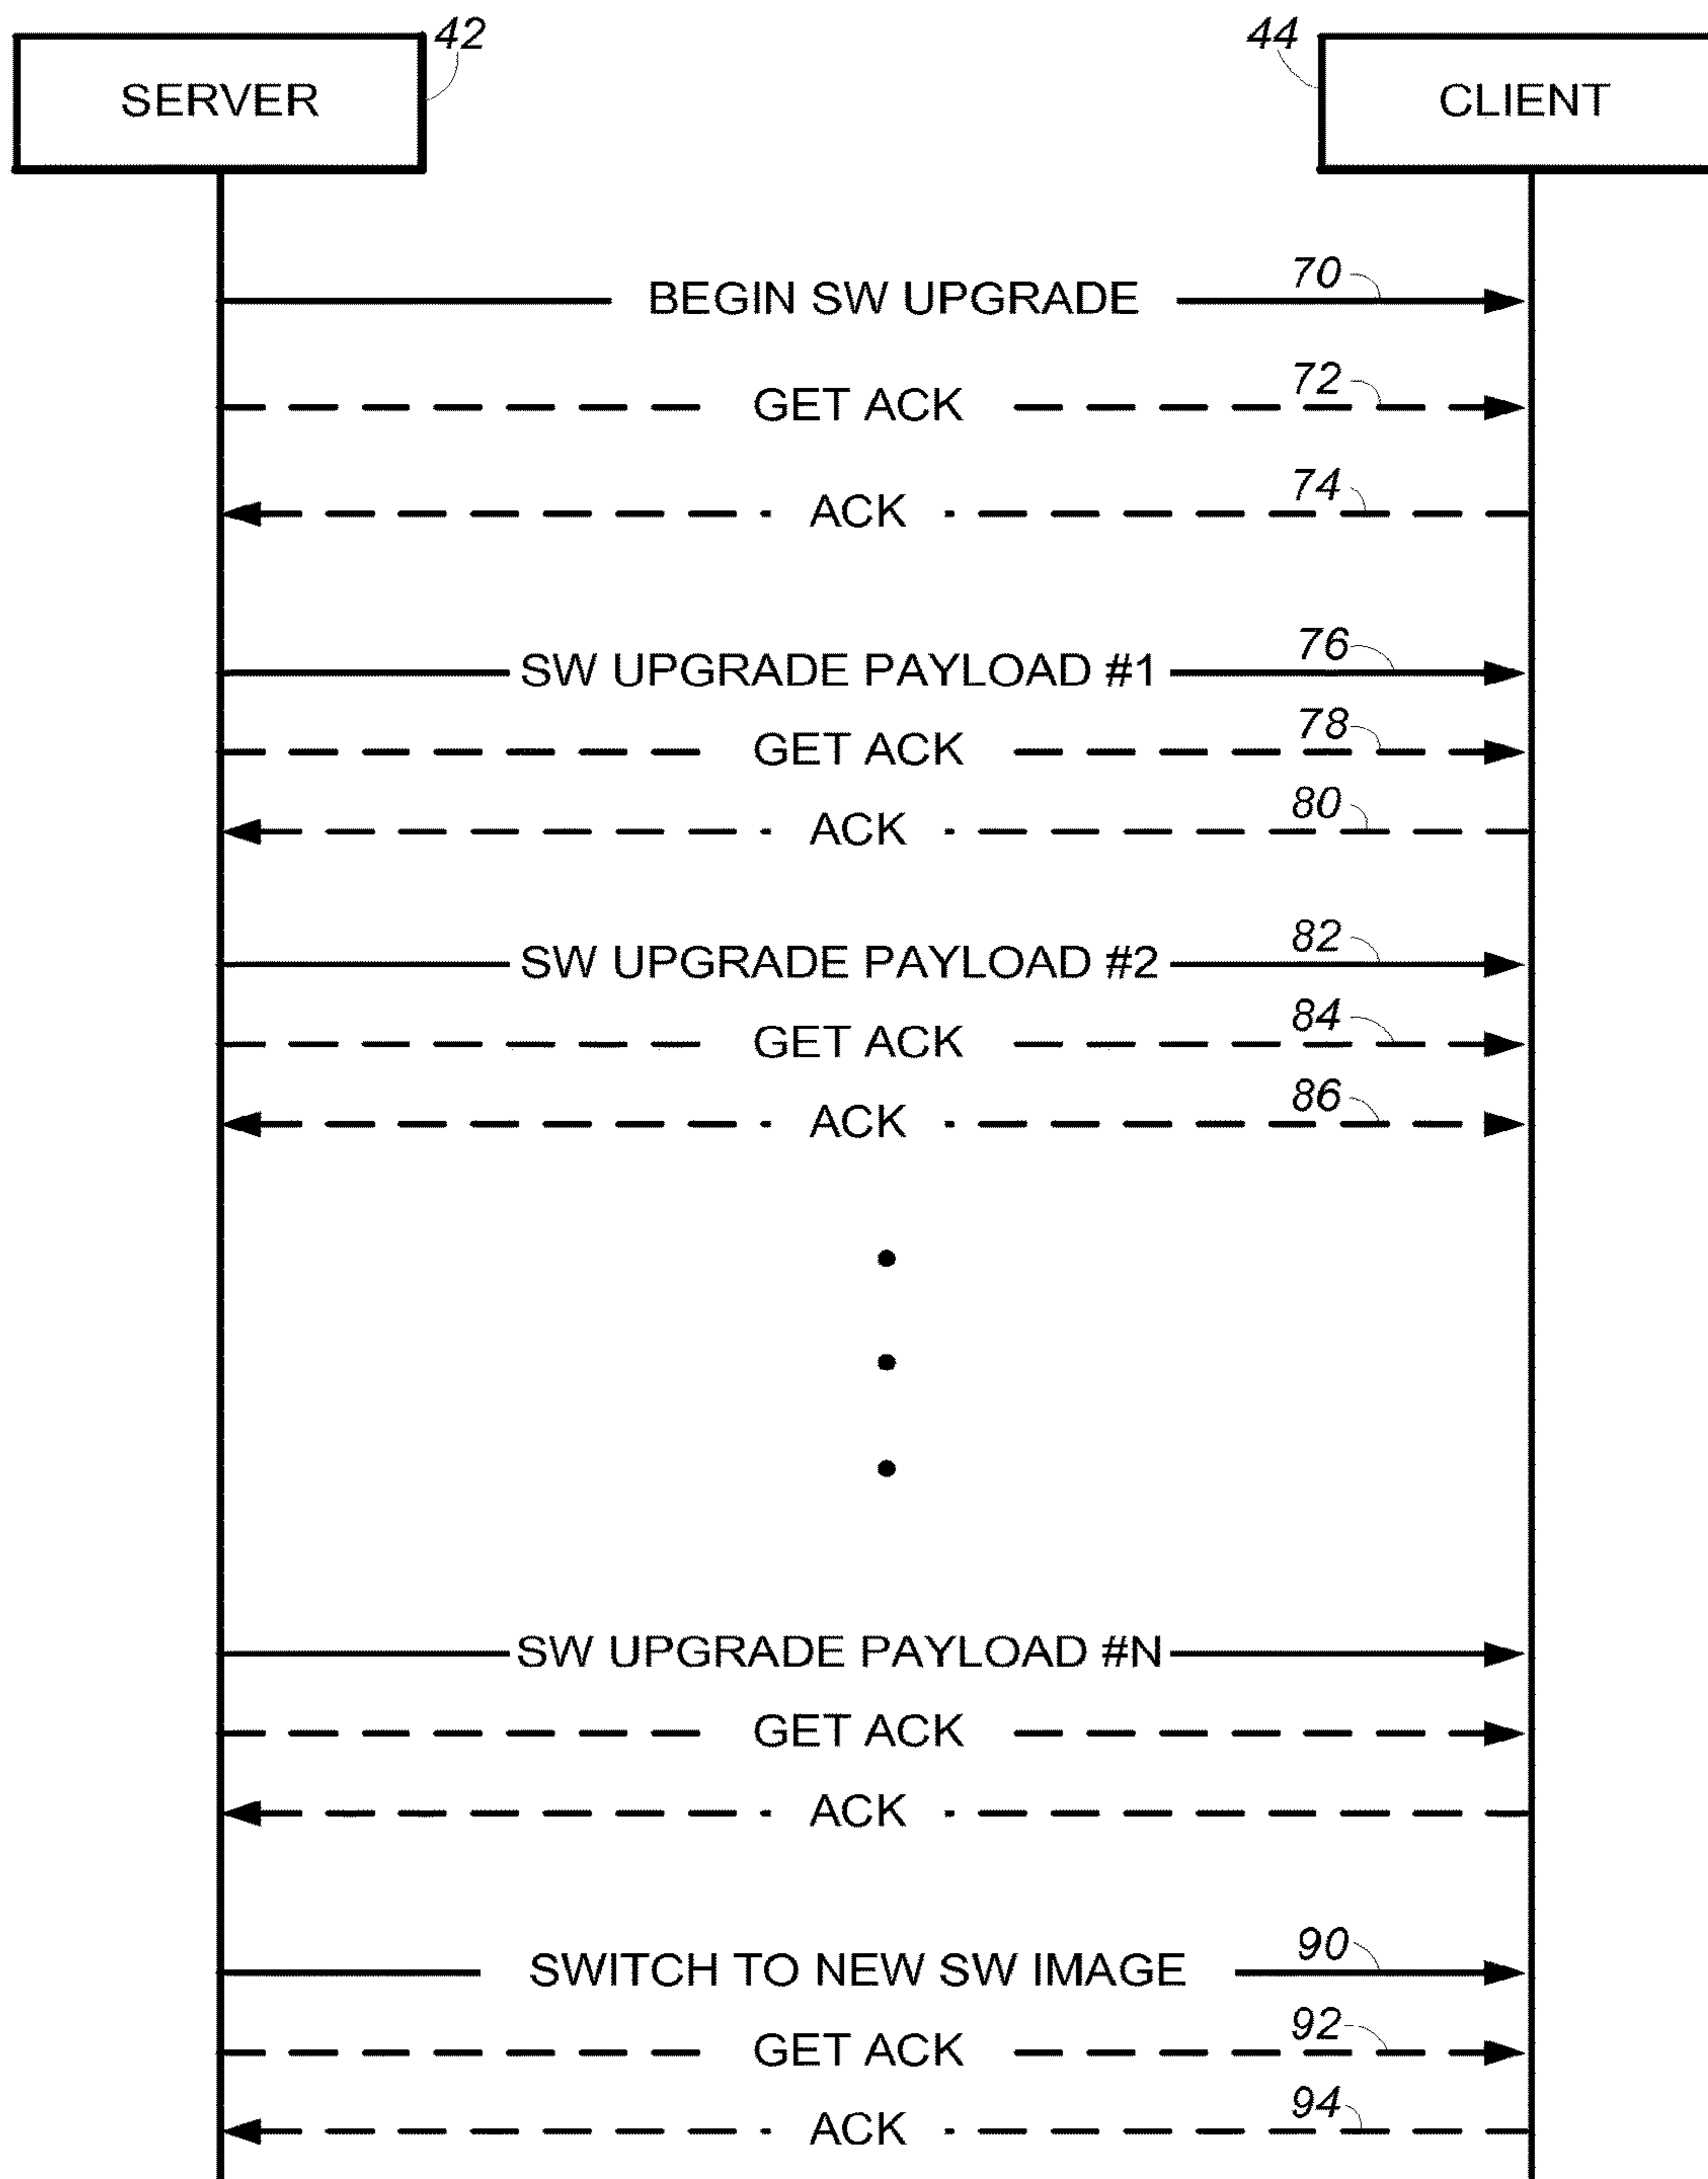 42
44
SERVER
CLIENT
70
BEGIN SW UPGRADE
72
GET ACK
74
ACK
76
SW UPGRADE PAYLOAD #1
78
GET ACK
80
ACK
82
SW UPGRADE PAYLOAD #2
84
GET ACK
86
ACK
SW UPGRADE PAYLOAD #N
GET ACK
ACK
90
SWITCH TO NEW SW IMAGE
92
GET ACK
94
ACK